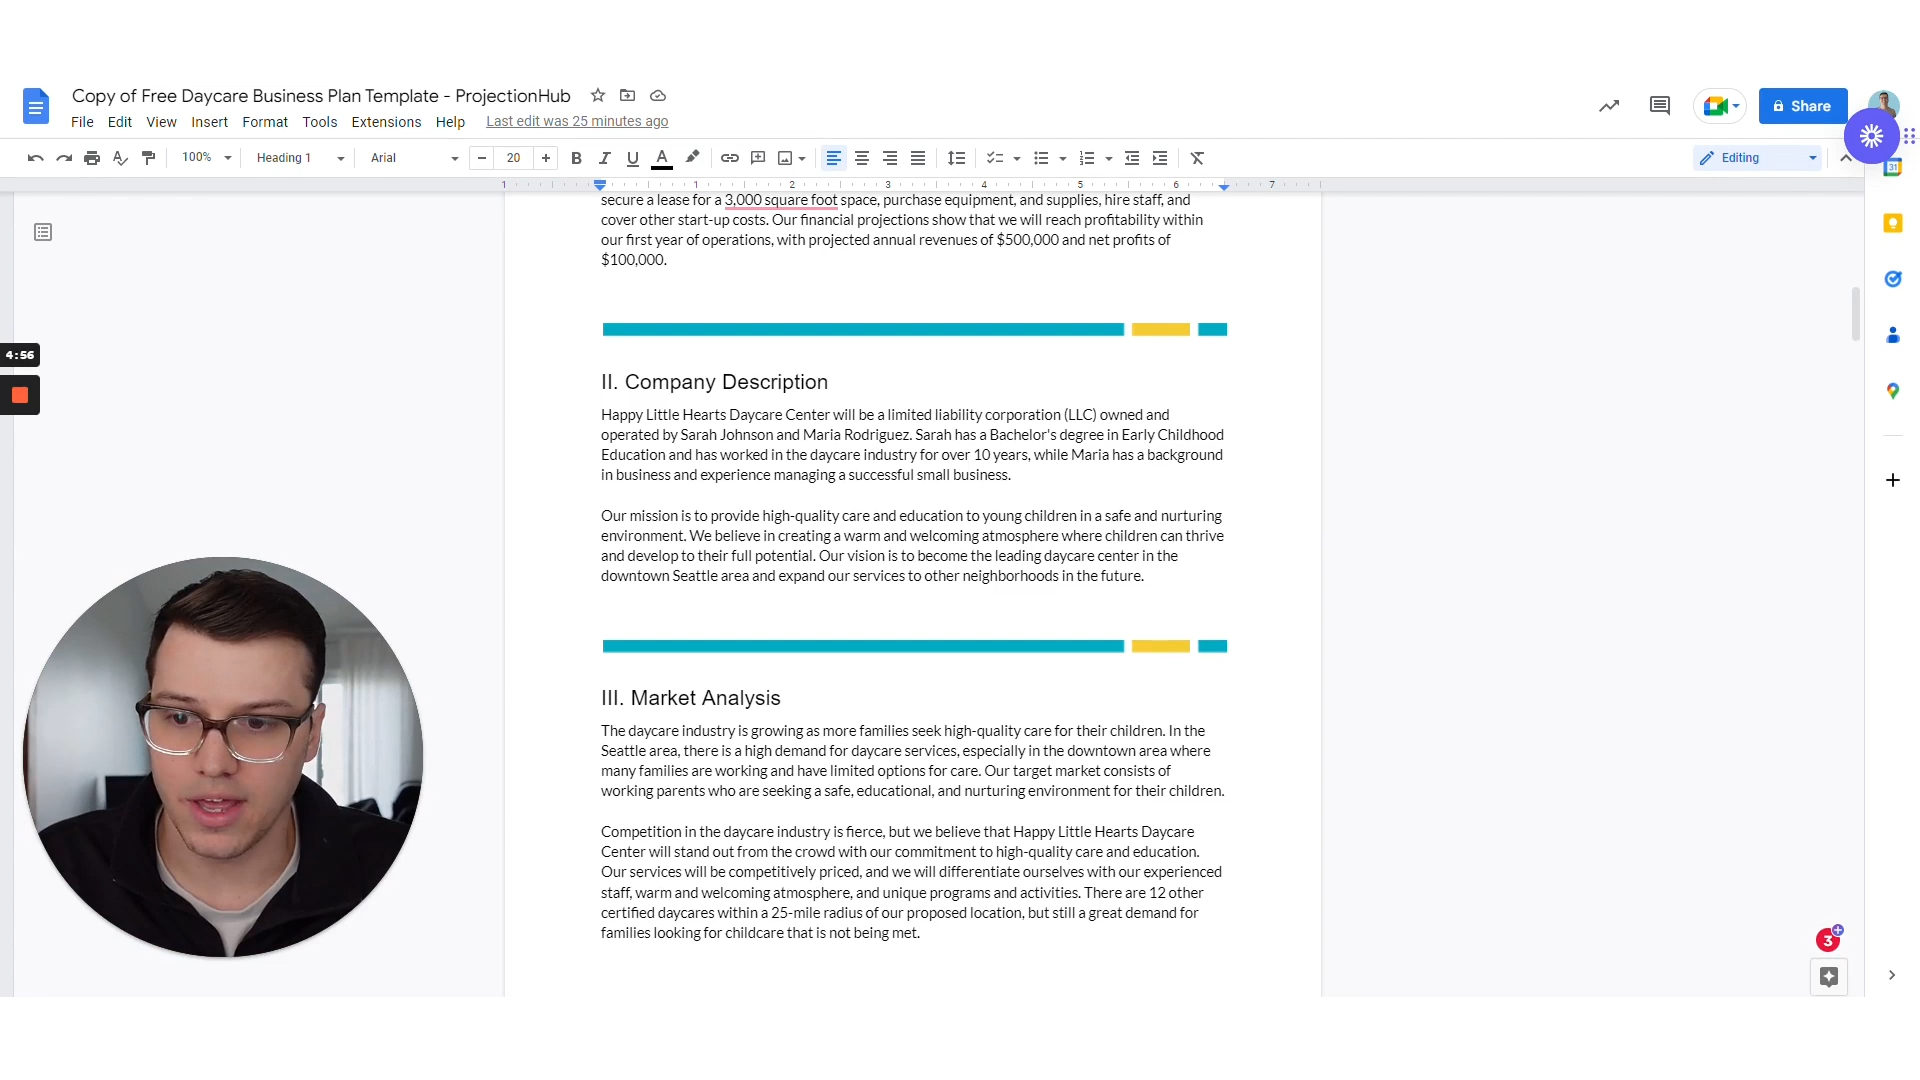 Copy of Free Daycare Business Plan Template - ProjectionHub
File Edit View Insert Format Tools Extensions Help Last edit was 25 minutes ago
Share
100% Heading 1 Arial 20 B I U A
Editing
31
1 1 2 3 4 5 6 7
secure a lease for a 3,000 square foot space, purchase equipment, and supplies, hire staff, and
cover other start-up costs. Our financial projections show that we will reach profitability within
our first year of operations, with projected annual revenues of $500,000 and net profits of
$100,000.
4:56
II. Company Description
Happy Little Hearts Daycare Center will be a limited liability corporation (LLC) owned and
operated by Sarah Johnson and Maria Rodriguez. Sarah has a Bachelor's degree in Early Childhood
Education and has worked in the daycare industry for over 10 years, while Maria has a background
in business and experience managing a successful small business.
Our mission is to provide high-quality care and education to young children in a safe and nurturing
environment. We believe in creating a warm and welcoming atmosphere where children can thrive
and develop to their full potential. Our vision is to become the leading daycare center in the
downtown Seattle area and expand our services to other neighborhoods in the future.
III. Market Analysis
The daycare industry is growing as more families seek high-quality care for their children. In the
Seattle area, there is a high demand for daycare services, especially in the downtown area where
many families are working and have limited options for care. Our target market consists of
working parents who are seeking a safe, educational, and nurturing environment for their children.
Competition in the daycare industry is fierce, but we believe that Happy Little Hearts Daycare
Center will stand out from the crowd with our commitment to high-quality care and education.
Our services will be competitively priced, and we will differentiate ourselves with our experienced
staff, warm and welcoming atmosphere, and unique programs and activities. There are 12 other
certified daycares within a 25-mile radius of our proposed location, but still a great demand for
families looking for childcare that is not being met.
3